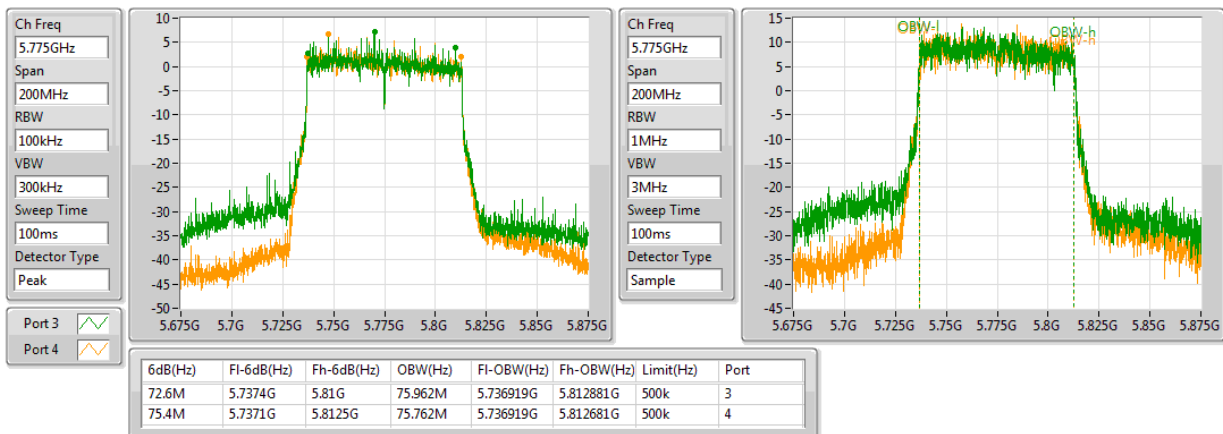 Ch Freq
5.775GHz
Span
200MHz
RBW
100kHz
VBW
300kHz
Sweep Time
100ms
Detector Type
Peak
Port 3
Port 4
10
5
0
-5
-10
-15
-20
-25
-30
-35
-40
-45
-50
5.675G 5.7G 5.725G 5.75G 5.775G 5.8G 5.825G 5.85G 5.875G
Ch Freq
5.775GHz
Span
200MHz
RBW
1MHz
VBW
3MHz
Sweep Time
100ms
Detector Type
Sample
OBW-l
OBW-h
15
10
5
0
-5
-10
-15
-20
-25
-30
-35
-40
-45
5.675G 5.7G 5.725G 5.75G 5.775G 5.8G 5.825G 5.85G 5.875G
6dB(Hz) Fl-6dB(Hz) Fh-6dB(Hz) OBW(Hz) Fl-OBW(Hz) Fh-OBW(Hz) Limit(Hz) Port
72.6M 5.7374G 5.81G 75.962M 5.736919G 5.812881G 500k 3
75.4M 5.7371G 5.8125G 75.762M 5.736919G 5.812681G 500k 4